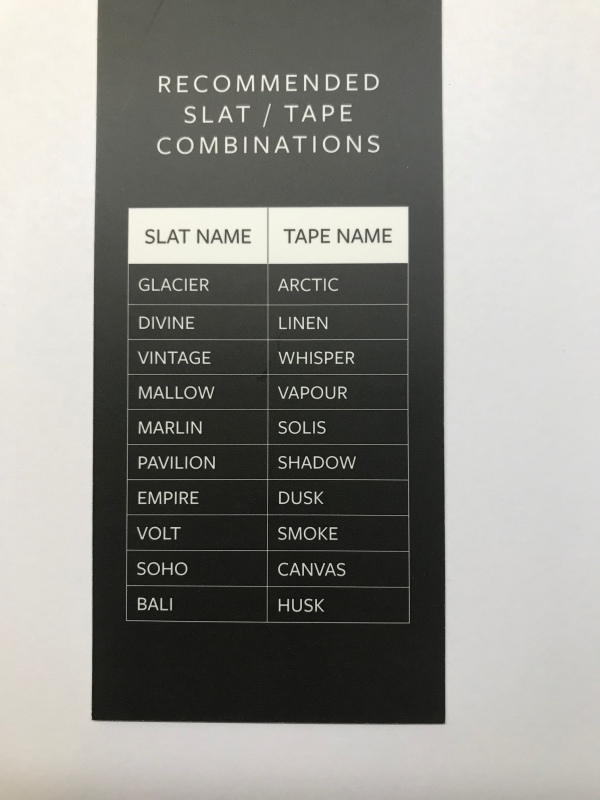 RECOMMENDED
SLAT / TAPE
COMBINATIONS
SLAT NAME TAPE NAME
GLACIER ARCTIC
DIVINE LINEN
VINTAGE WHISPER
MALLOW VAPOUR
MARLIN SOLIS
PAVILION SHADOW
EMPIRE DUSK
VOLT SMOKE
SOHO CANVAS
BALI HUSK